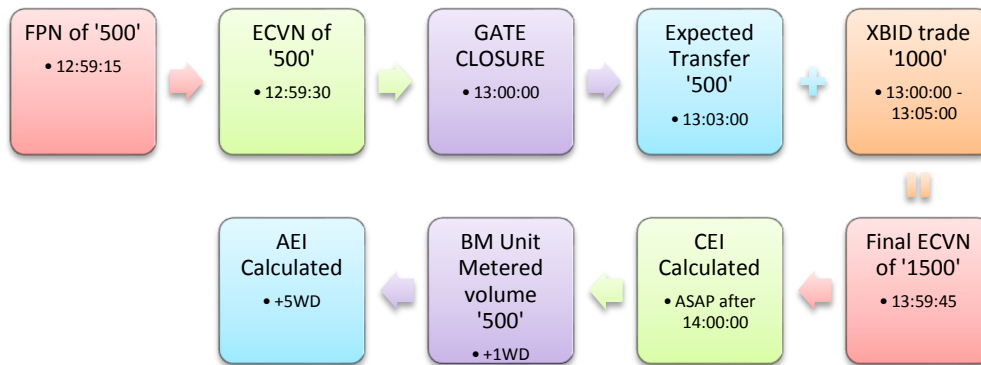 FPN of '500'
• 12:59:15
ECVN of
'500'
• 12:59:30
GATE
CLOSURE
• 13:00:00
Expected
Transfer
'500'
• 13:03:00
XBID trade
'1000'
• 13:00:00 -
13:05:00
Final ECVN
of '1500'
• 13:59:45
CEI
Calculated
• ASAP after
14:00:00
BM Unit
Metered
volume
'500'
• +1WD
AEI
Calculated
• +5WD